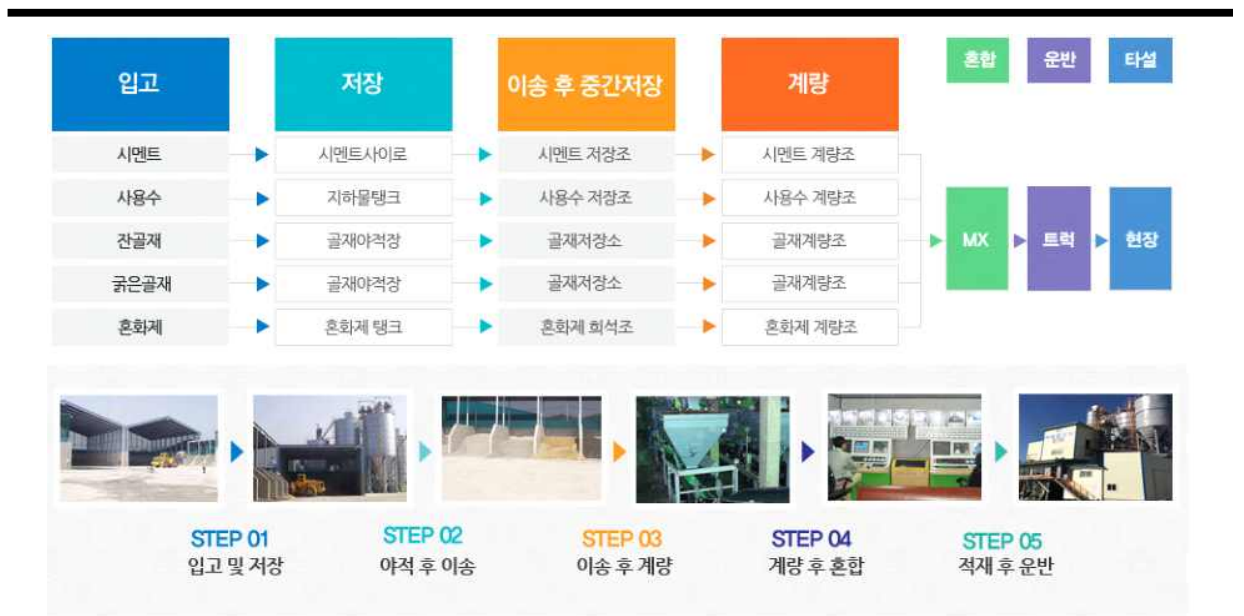 입고 저장 이송 후 중간저장 계량 혼합 운반 타설
시멘트 시멘트사이로 시멘트 저장조 시멘트 계량조
사용수 지하물탱크 사용수 저장조 사용수 계량조
잔골재 골재야적장 골재저장소 골재계량조 MX 트럭 현장
굵은골재 골재야적장 골재저장소 골재계량조
혼화제 혼화제 탱크 혼화제 희석조 혼화제 계량조
STEP 01 STEP 02 STEP 03 STEP 04 STEP 05
입고 및 저장 야적 후 이송 이송 후 계량 계량 후 혼합 적재 후 운반